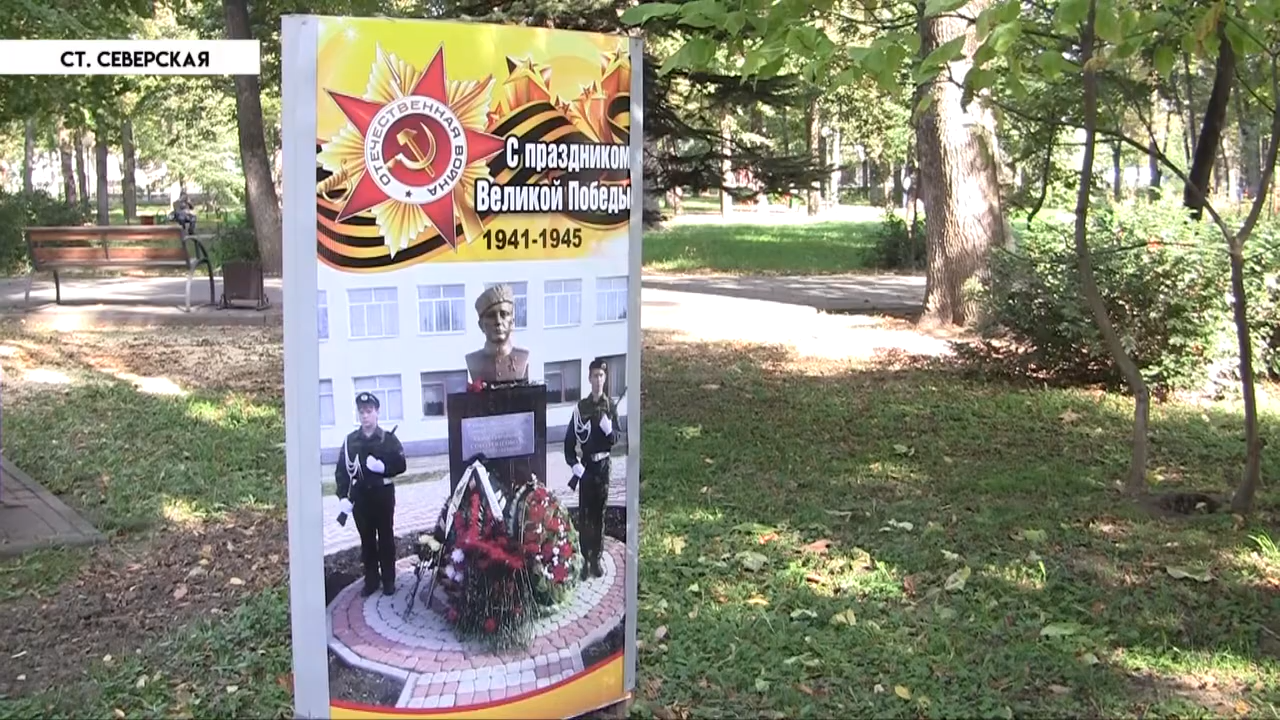 СТ. СЕВЕРСКАЯ
ОТЕЧЕСТВЕННАЯ ВОЙНА
С праздником
Великой Победы
1941-1945